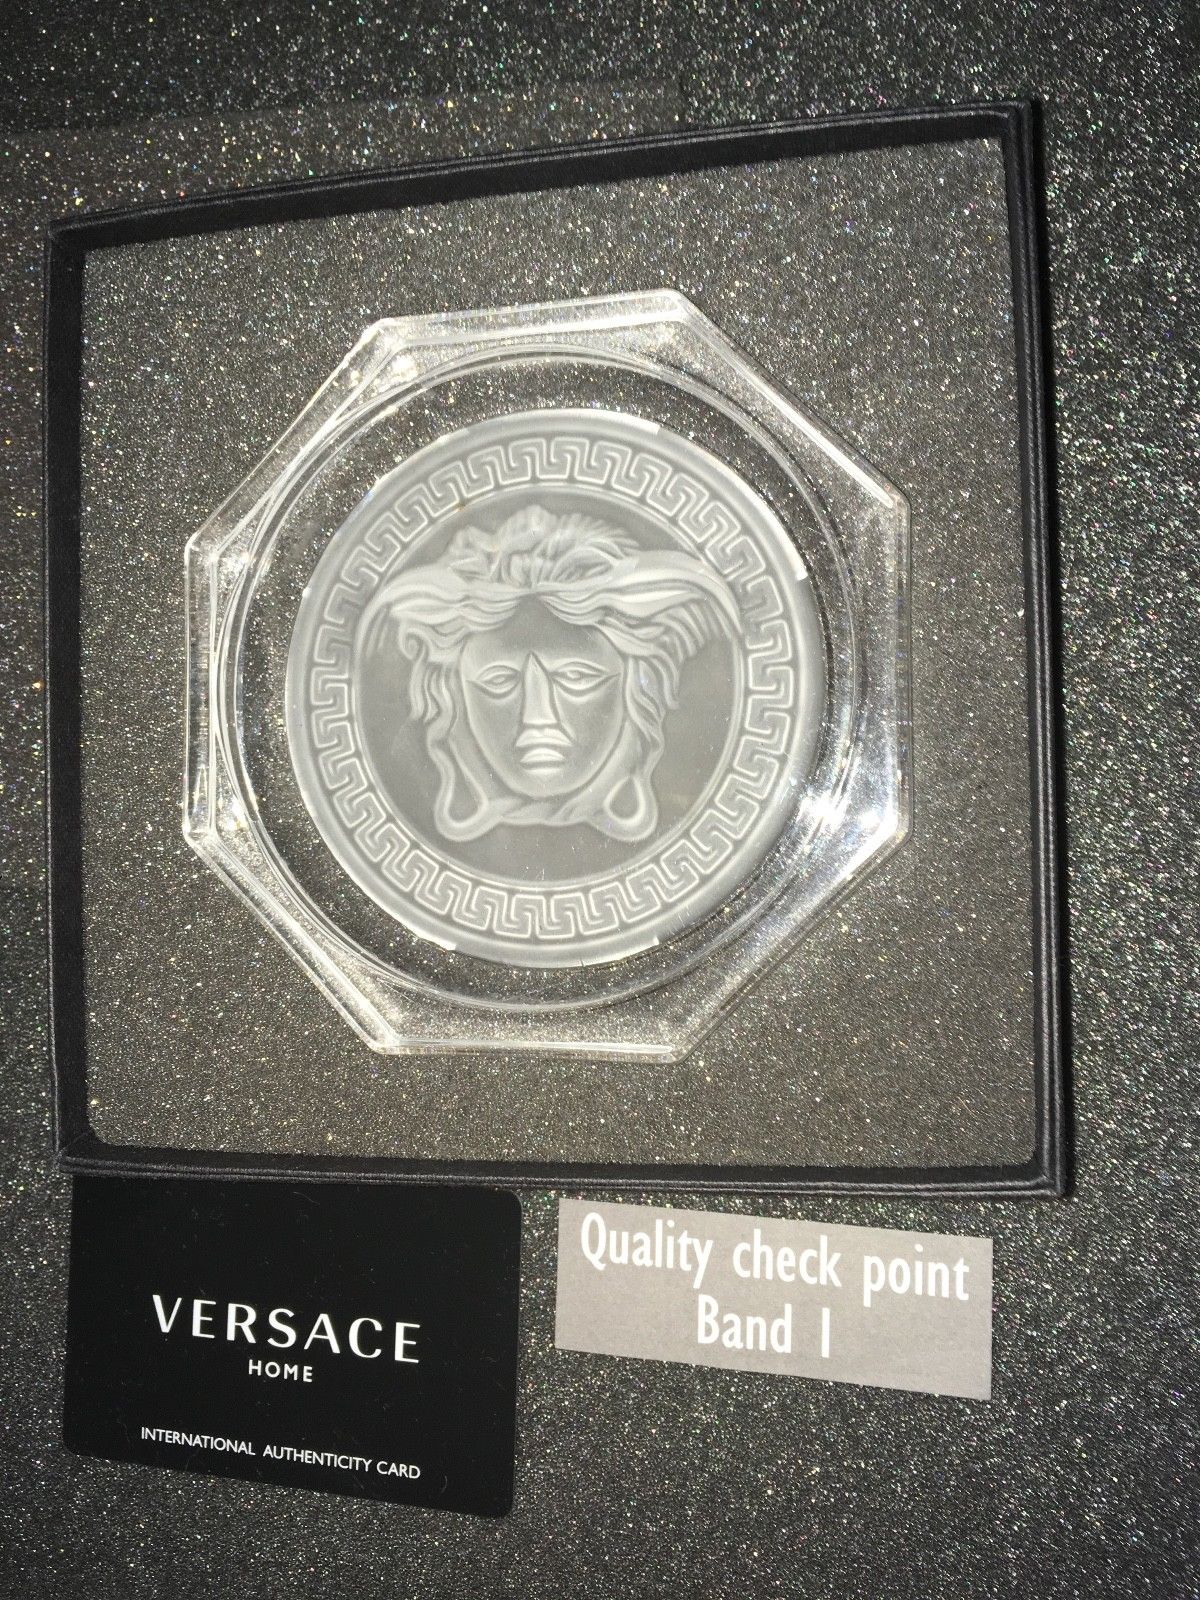 VERSACE
HOME
INTERNATIONAL AUTHENTICITY CARD
Quality check point
Band 1